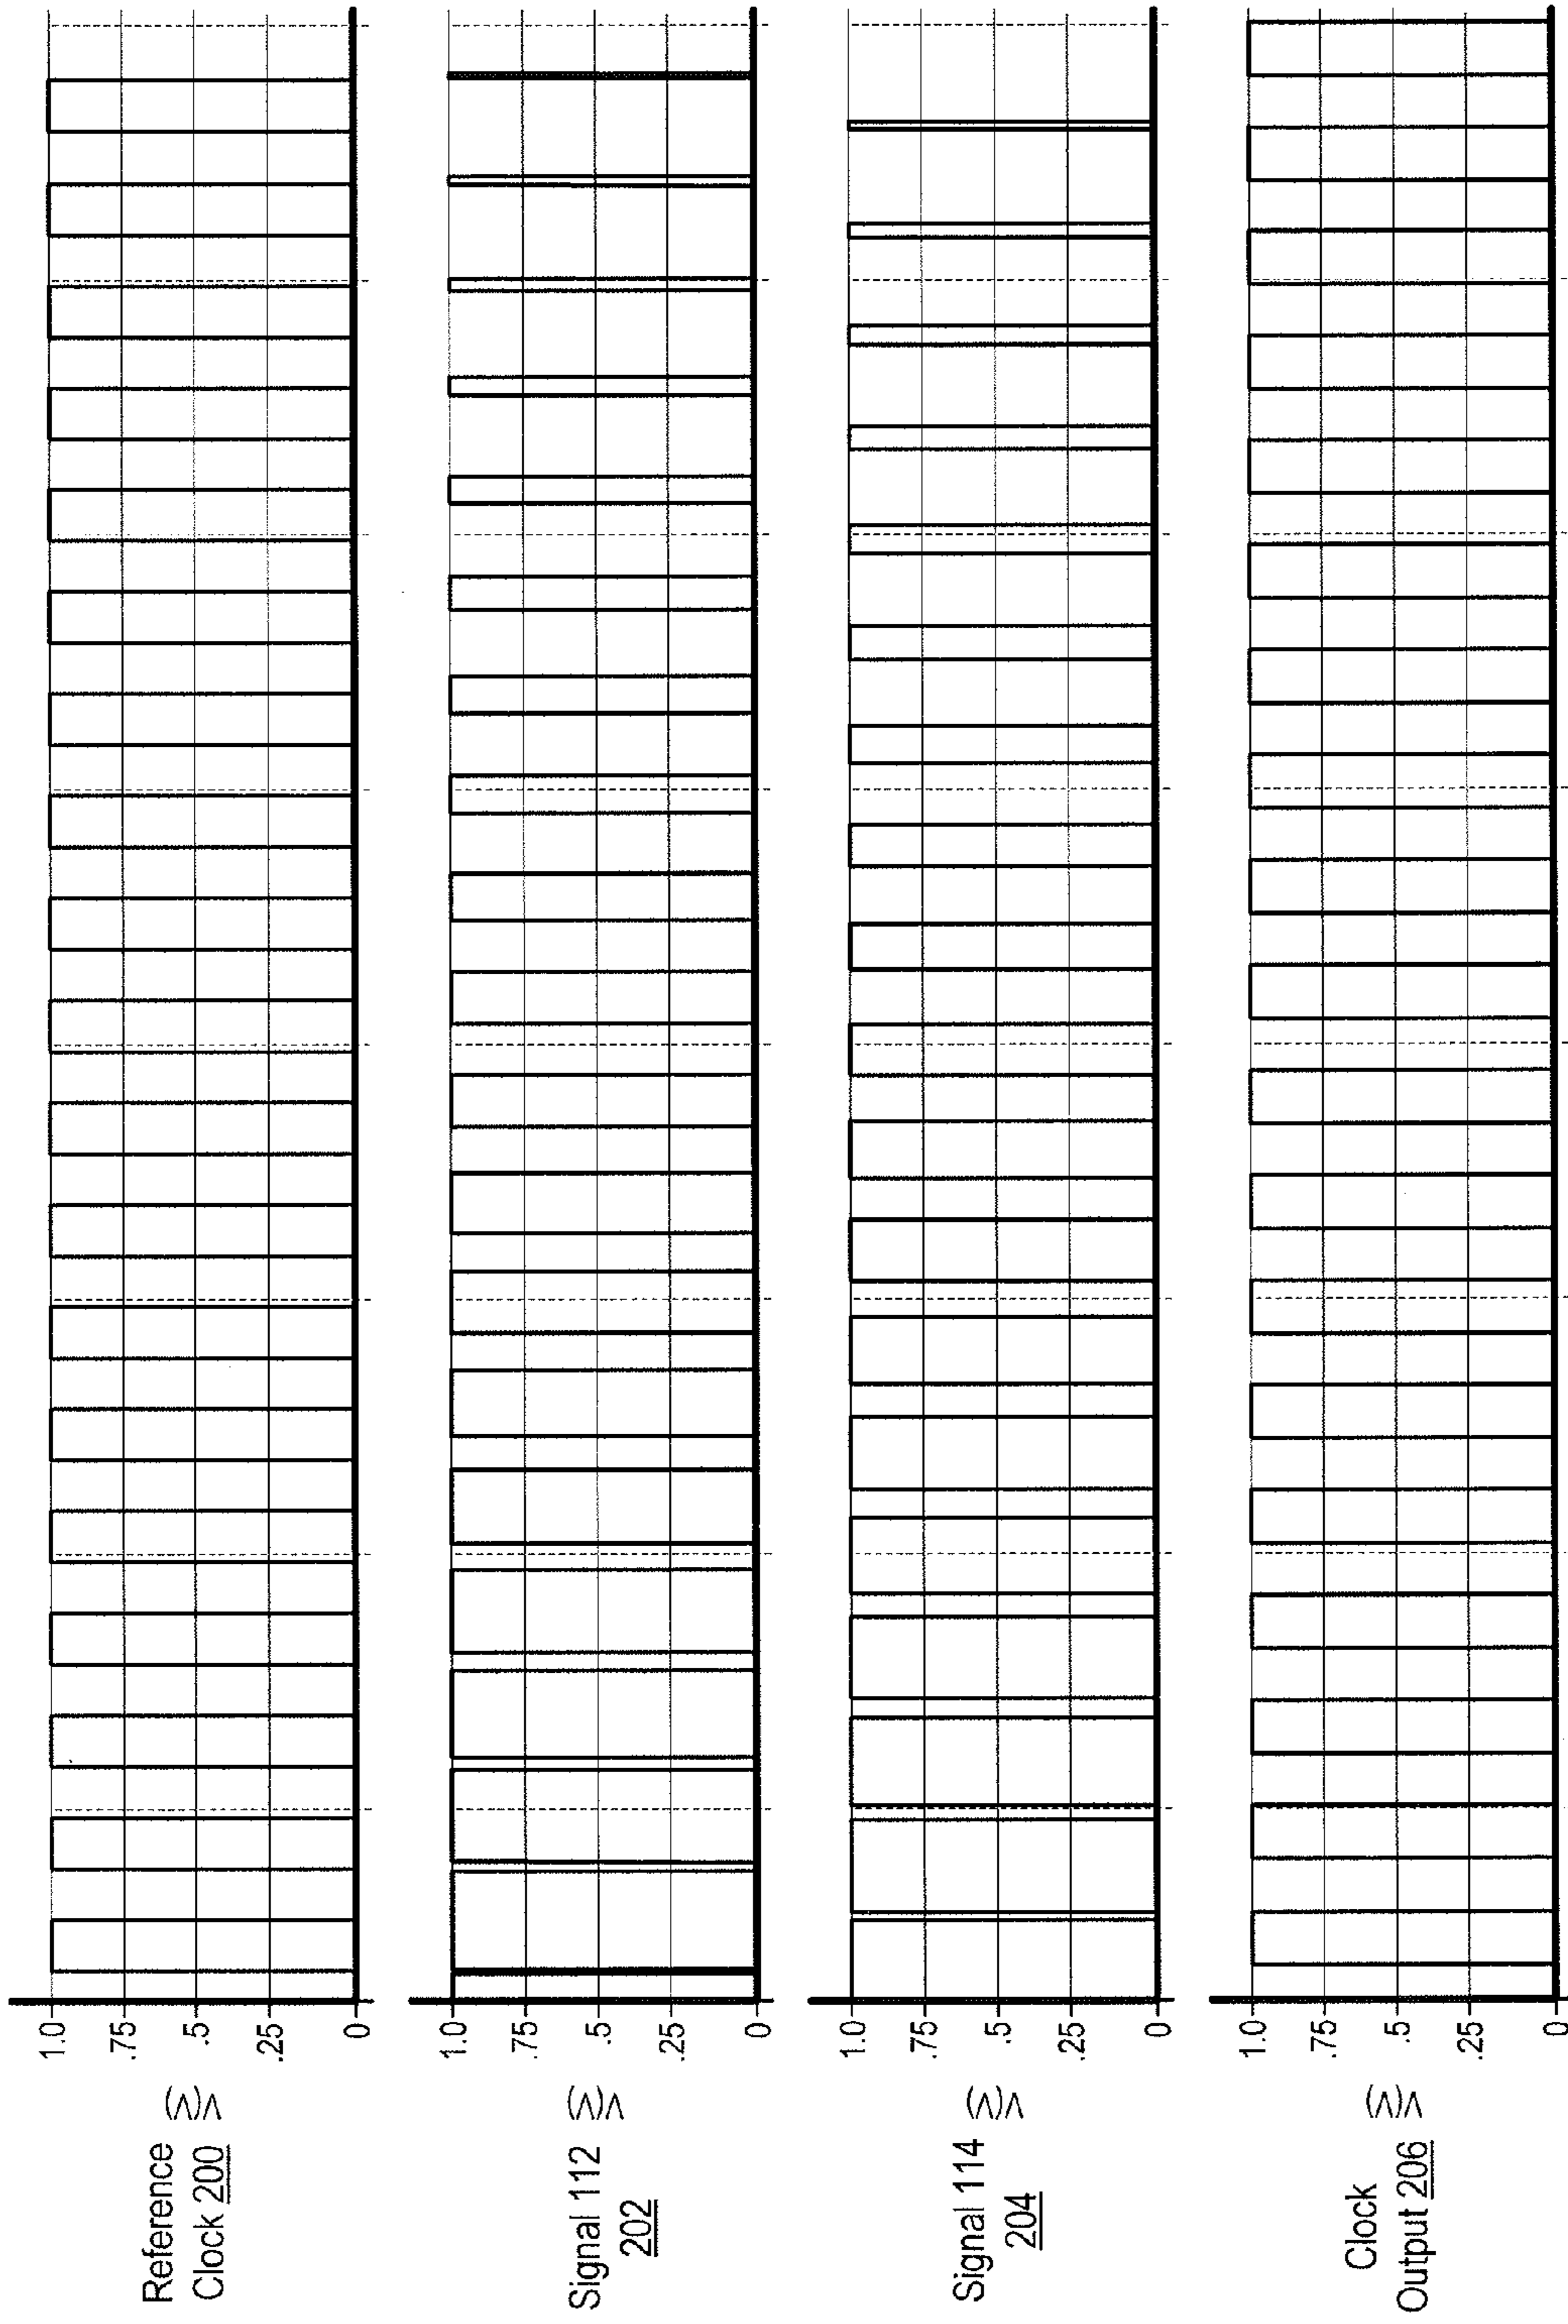 Reference
Clock 200
V
(V)
1.0
.75
.5
.25
0
Signal 112
202
V
(V)
1.0
.75
.5
.25
0
Signal 114
204
V
(V)
1.0
.75
.5
.25
0
Clock
Output 206
V
(V)
1.0
.75
.5
.25
0